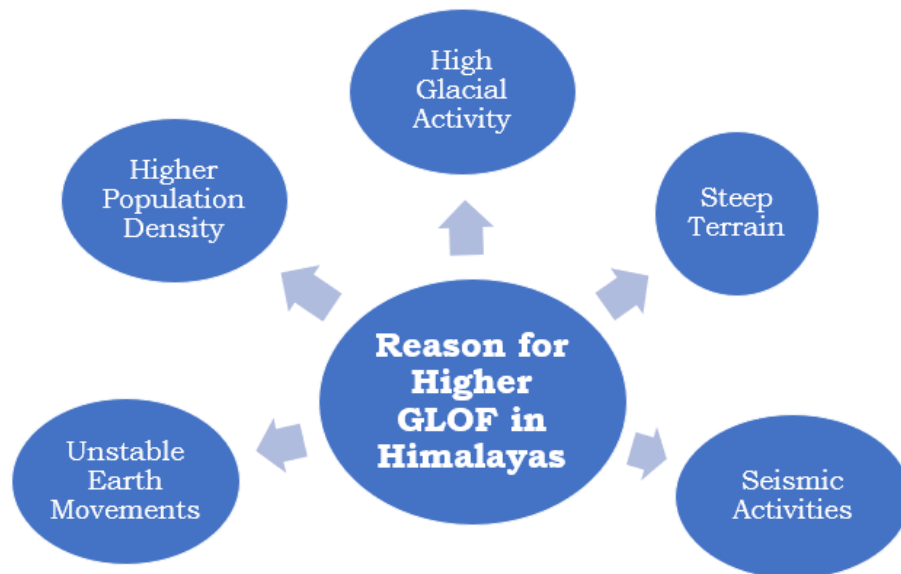 High
Glacial
Activity
Higher
Population
Density
Steep
Terrain
Reason for
Higher
GLOF in
Himalayas
Unstable
Earth
Movements
Seismic
Activities